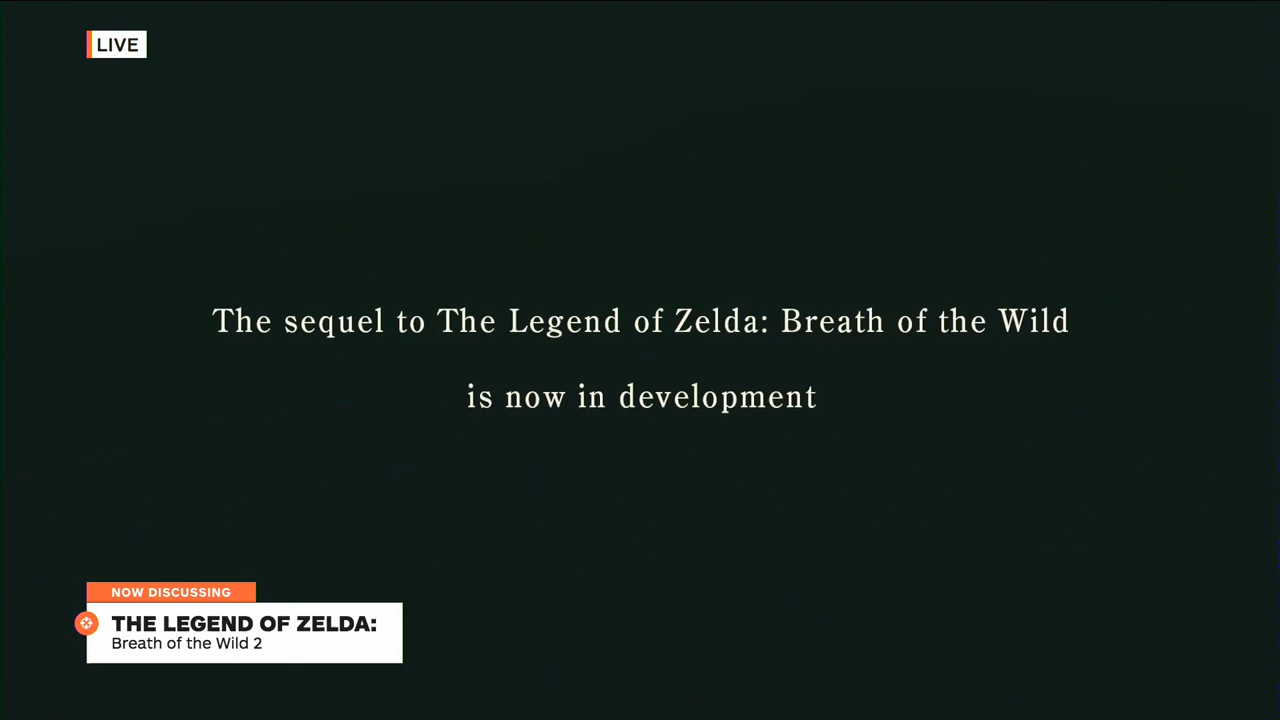 LIVE
The sequel to The Legend of Zelda: Breath of the Wild
is now in development
NOW DISCUSSING
THE LEGEND OF ZELDA:
Breath of the Wild 2